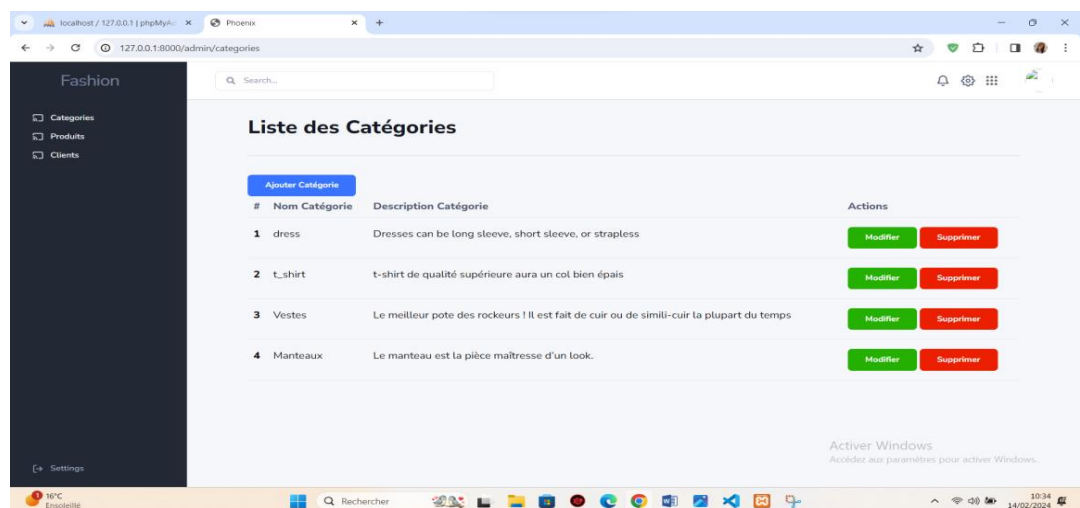 localhost / 127.0.0.1 | phpMyA
Phoenix
127.0.0.1:8000/admin/categories
Fashion
Search...
Categories
Produits
Clients
Liste des Catégories
Ajouter Catégorie
# Nom Catégorie Description Catégorie Actions
1 dress Dresses can be long sleeve, short sleeve, or strapless Modifier Supprimer
2 t_shirt t-shirt de qualité supérieure aura un col bien épais Modifier Supprimer
3 Vestes Le meilleur pote des rockeurs ! Il est fait de cuir ou de simili-cuir la plupart du temps Modifier Supprimer
4 Manteaux Le manteau est la pièce maîtresse d'un look. Modifier Supprimer
Activer Windows
Accédez aux paramètres pour activer Windows.
Settings
1
16°C
Ensoleillé
Rechercher
10:34
14/02/2024